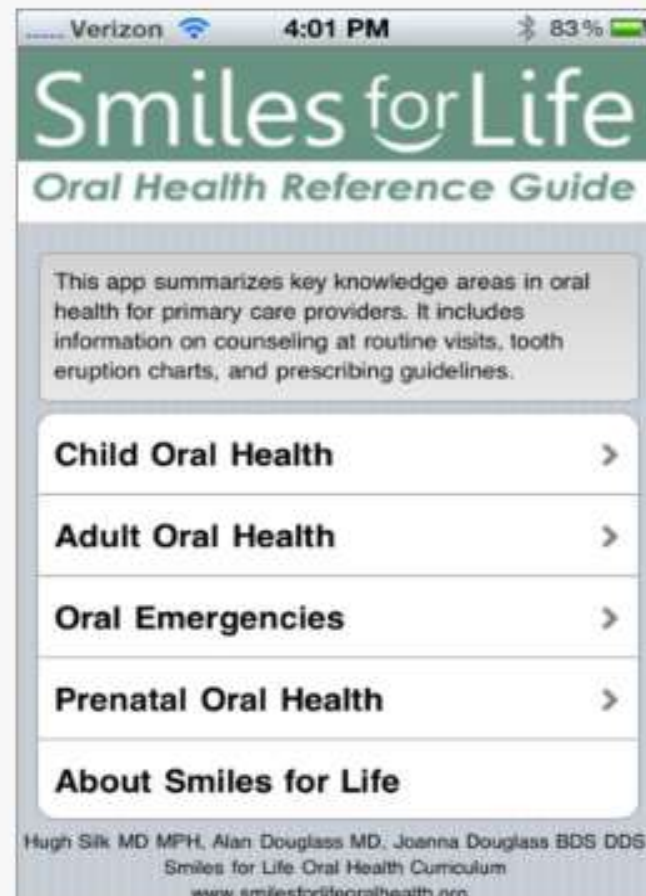 Verizon 4:01 PM 83%
Smiles for Life
Oral Health Reference Guide
This app summarizes key knowledge areas in oral
health for primary care providers. It includes
information on counseling at routine visits, tooth
eruption charts, and prescribing guidelines.
Child Oral Health
Adult Oral Health
Oral Emergencies
Prenatal Oral Health
About Smiles for Life
Hugh Silk MD MPH, Alan Douglass MD, Joanna Douglass BDS DDS
Smiles for Life Oral Health Curriculum
www.smilesforlifeoralhealth.org